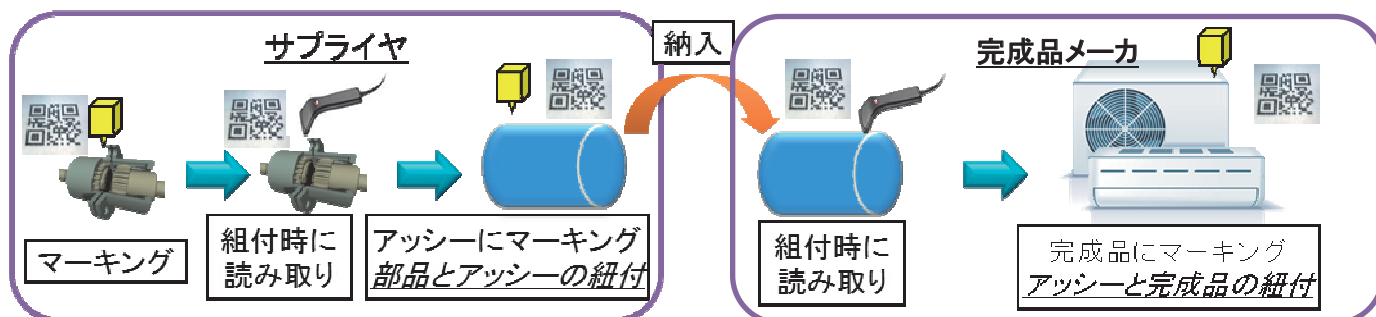 サプライヤ
納入
完成品メーカ
マーキング
組付時に
読み取り
アッシーにマーキング
部品とアッシーの紐付
組付時に
読み取り
完成品にマーキング
アッシーと完成品の紐付